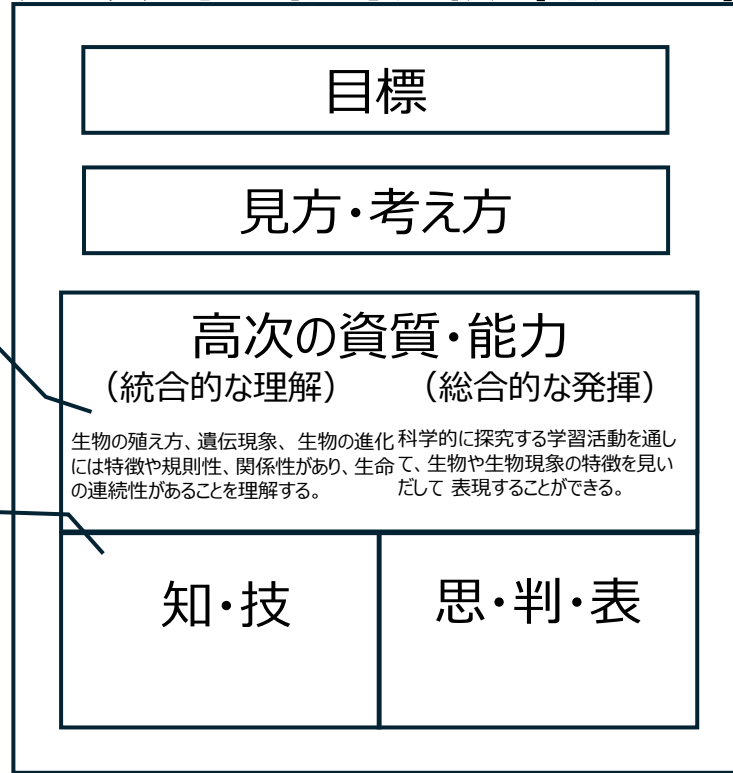 目標
見方・考え方
高次の資質・能力
（統合的な理解）
（総合的な発揮）
生物の殖え方、遺伝現象、 生物の進化
には特徴や規則性、関係性があり、生命
の連続性があることを理解する。
科学的に探究する学習活動を通し
て、生物や生物現象の特徴を見い
だして 表現することができる。
知・技
思・判・表